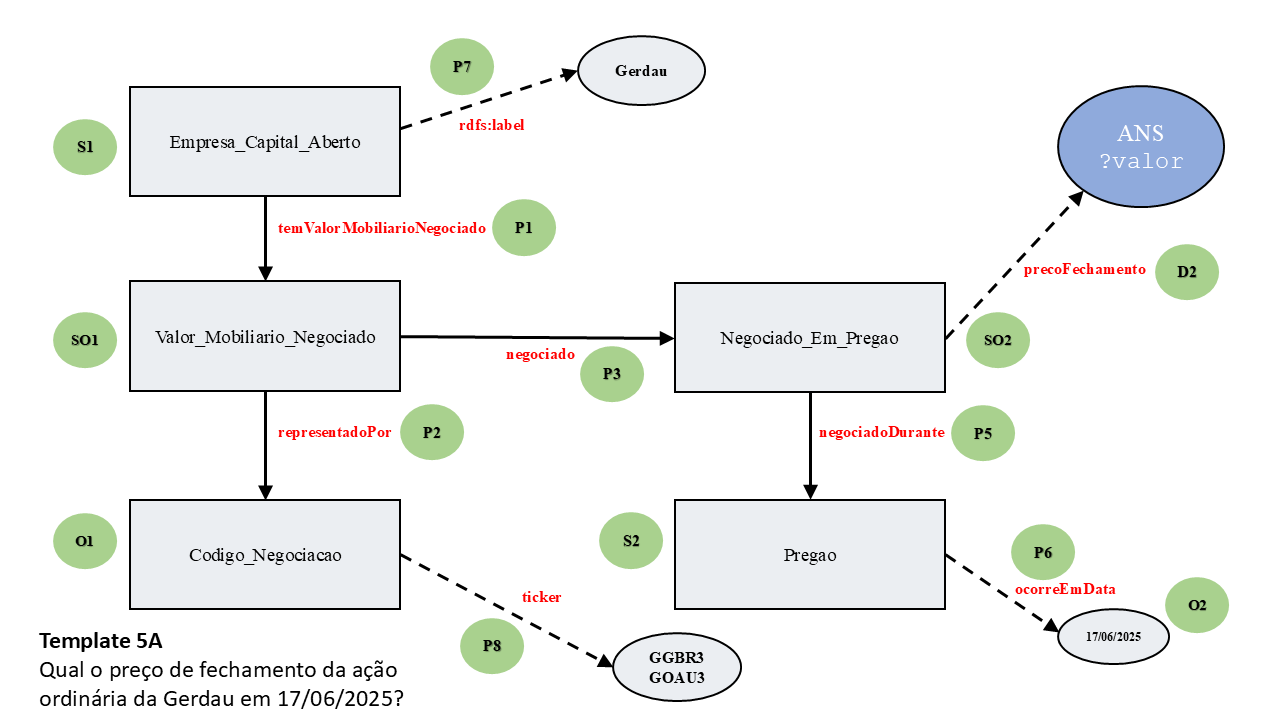 P7
Gerdau
rdfs:label
S1
Empresa_Capital_Aberto
ANS
?valor
temValorMobiliarioNegociado
P1
precoFechamento
D2
SO1
Valor_Mobiliario_Negociado
negociado
P3
Negociado_Em_Pregao
SO2
representadoPor
P2
negociadoDurante
P5
O1
Codigo_Negociacao
S2
Pregao
P6
ocorreEmData
O2
ticker
P8
17/06/2025
GGBR3
GOAU3
Template 5A
Qual o preço de fechamento da ação
ordinária da Gerdau em 17/06/2025?